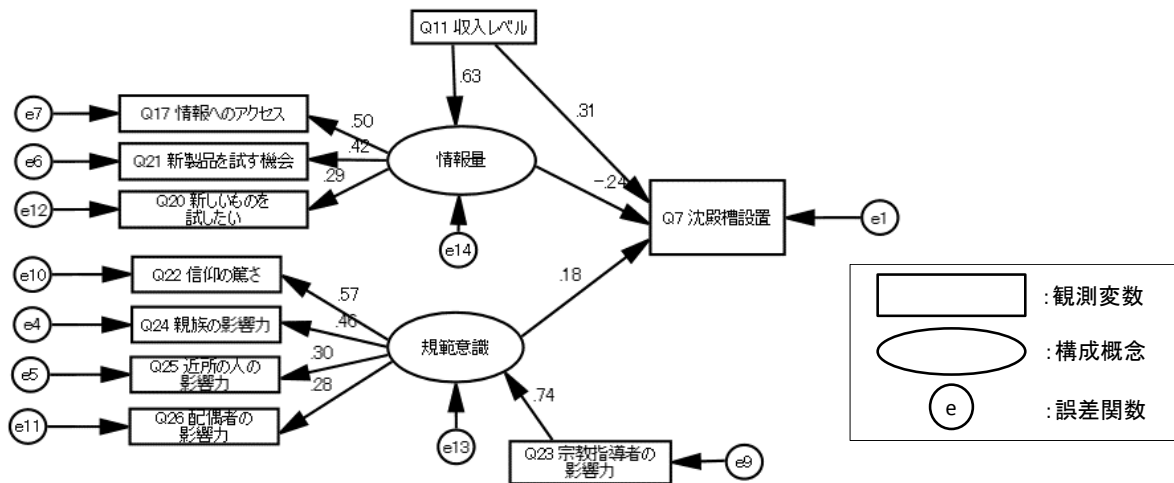 Q11 収入レベル
.63
.31
e7
Q17 情報へのアクセス
.50
e6
Q21 新製品を試す機会
.42
e12
Q20 新しいものを
試したい
.29
情報量
e14
-.24
Q7 沈殿槽設置
e1
.18
e10
Q22 信仰の篤さ
.57
e4
Q24 親族の影響力
.46
e5
Q25 近所の人の
影響力
.30
e11
Q26 配偶者の
影響力
.28
規範意識
e13
.74
Q23 宗教指導者の
影響力
e9
:観測変数
:構成概念
e
:誤差関数